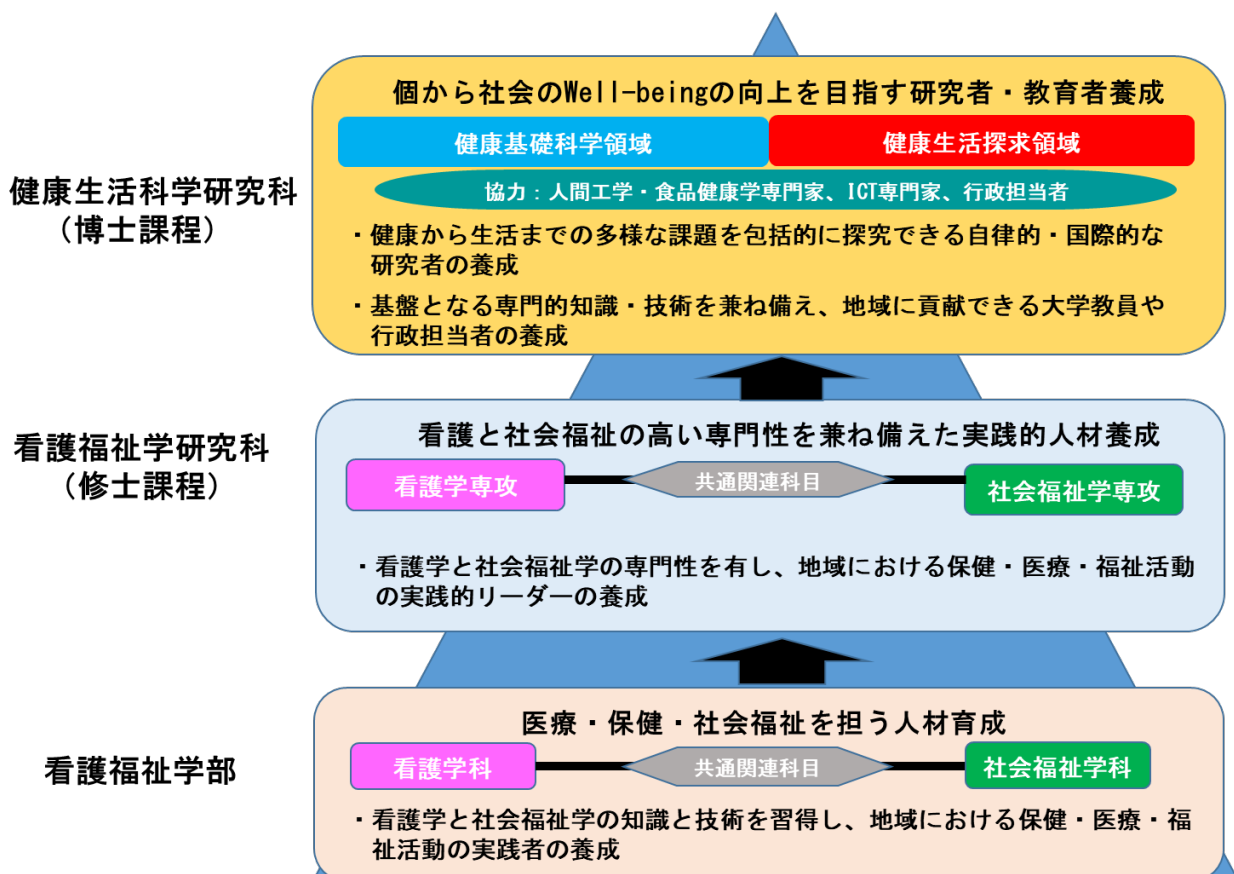 個から社会のWell-beingの向上を目指す研究者・教育者養成
健康基礎科学領域
健康生活探求領域
協力：人間工学・食品健康学専門家、ICT専門家、行政担当者
健康生活科学研究科
（博士課程）
・健康から生活までの多様な課題を包括的に探究できる自律的・国際的な
研究者の養成
・基盤となる専門的知識・技術を兼ね備え、地域に貢献できる大学教員や
行政担当者の養成
看護福祉学研究科
（修士課程）
看護と社会福祉の高い専門性を兼ね備えた実践的人材養成
看護学専攻
共通関連科目
社会福祉学専攻
・看護学と社会福祉学の専門性を有し、地域における保健・医療・福祉活動
の実践的リーダーの養成
看護福祉学部
医療・保健・社会福祉を担う人材育成
看護学科
共通関連科目
社会福祉学科
・看護学と社会福祉学の知識と技術を習得し、地域における保健・医療・福
祉活動の実践者の養成